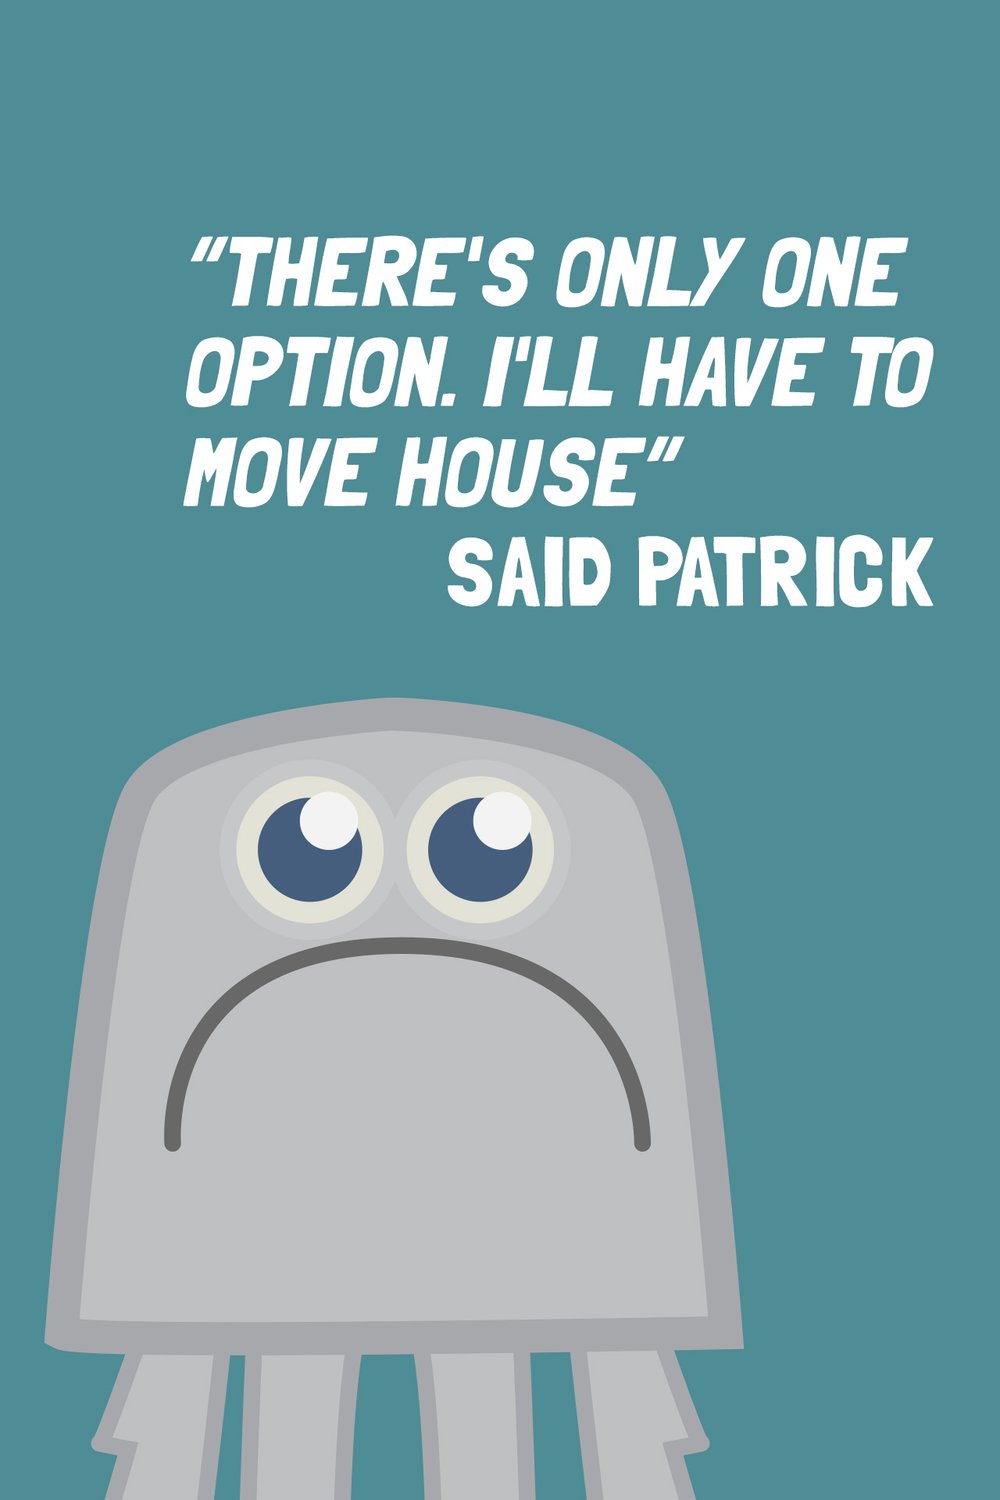 “THERE'S ONLY ONE
OPTION. I'LL HAVE TO
MOVE HOUSE”
SAID PATRICK